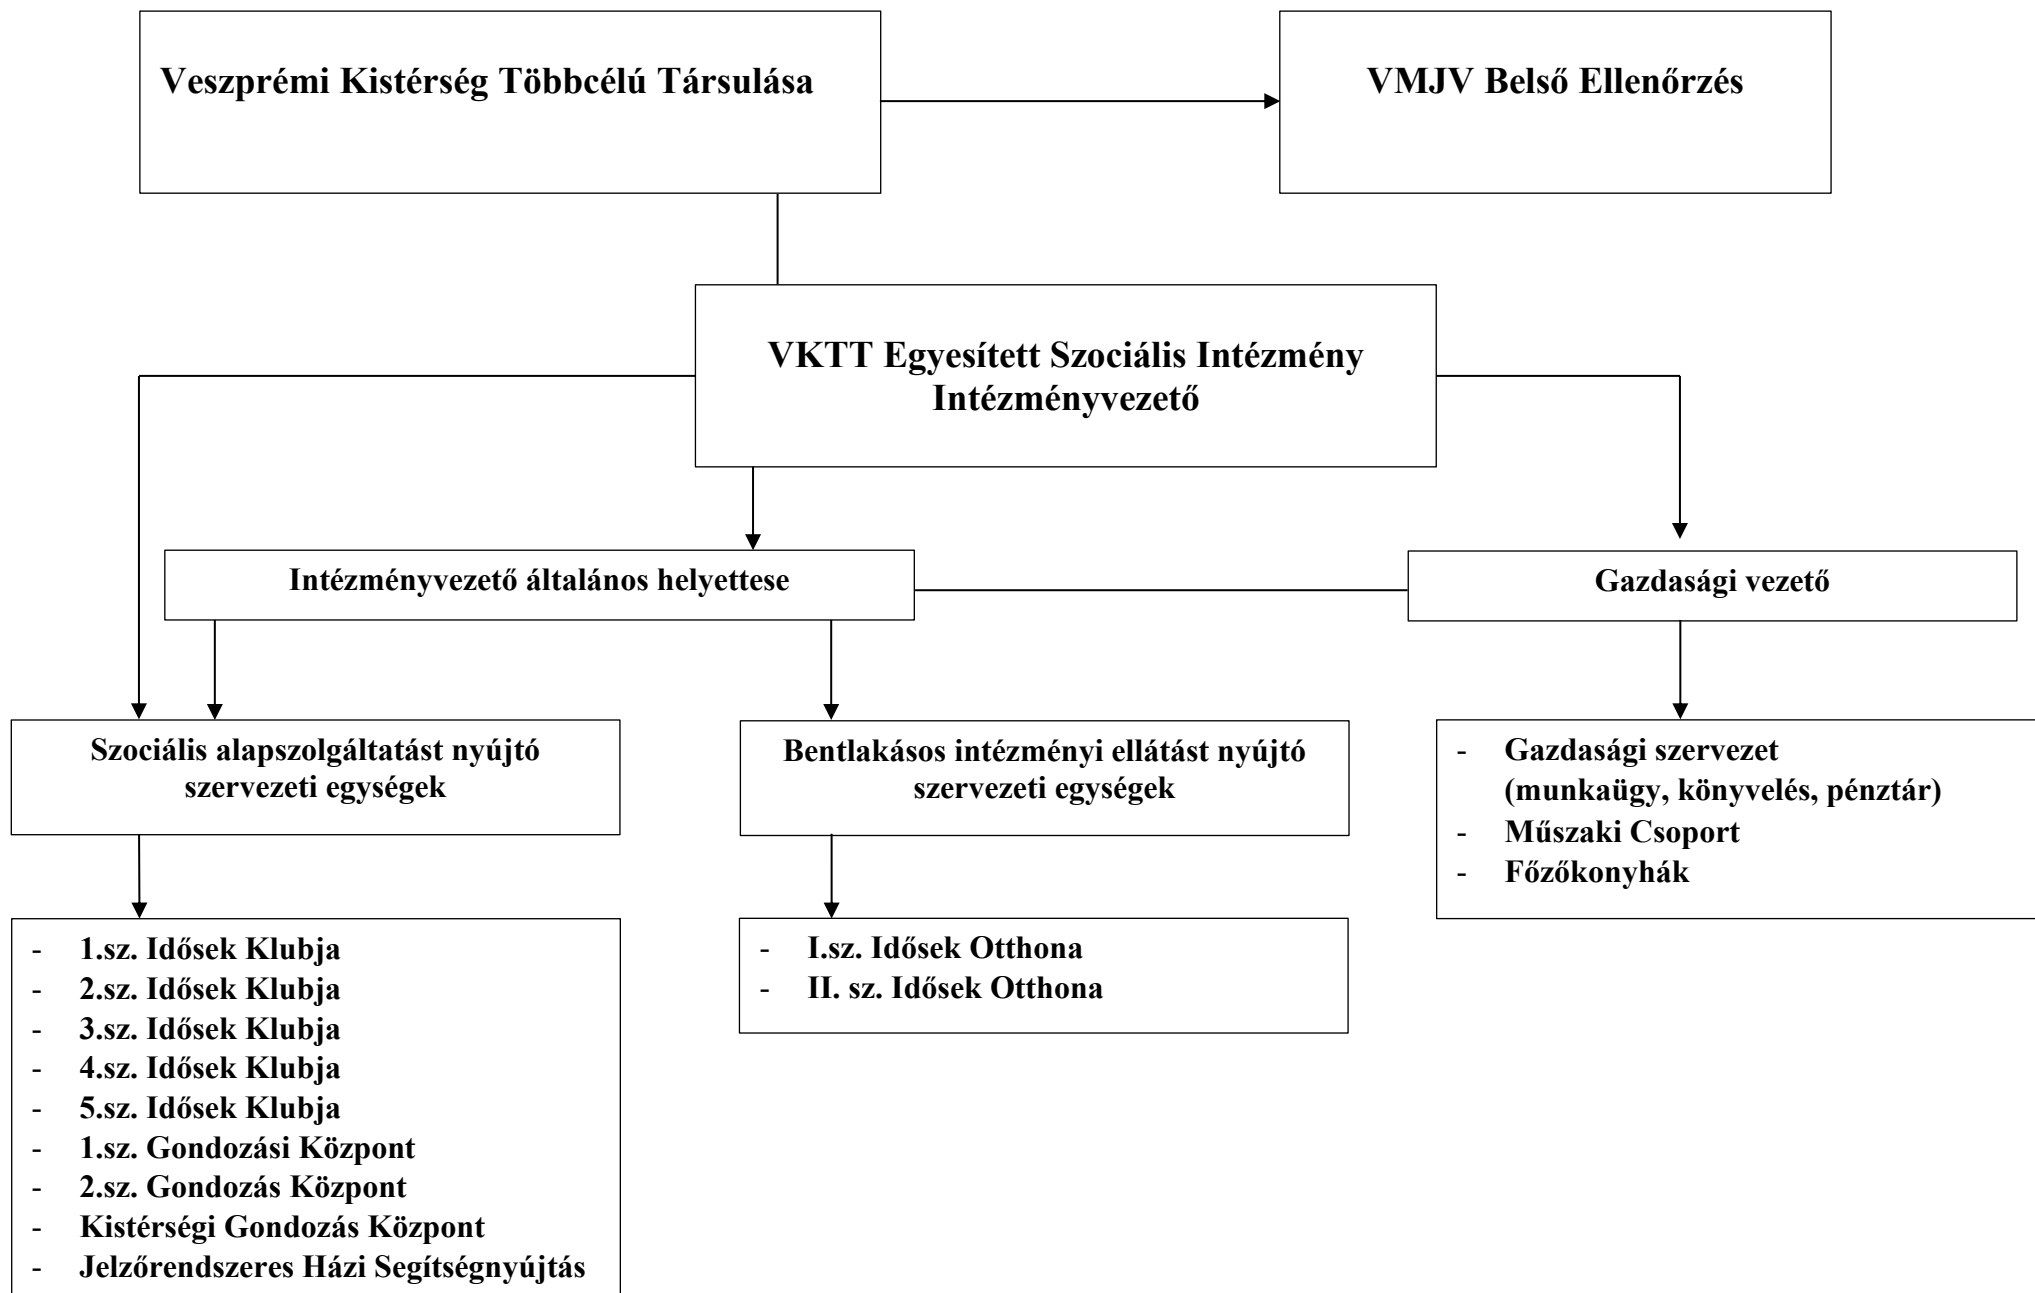 Veszprémi Kistérség Többcélú Társulása
VMJV Belső Ellenőrzés
VKTT Egyesített Szociális Intézmény
Intézményvezető
Intézményvezető általános helyettese
Gazdasági vezető
Szociális alapszolgáltatást nyújtó
szervezeti egységek
Bentlakásos intézményi ellátást nyújtó
szervezeti egységek
- Gazdasági szervezet
(munkaügy, könyvelés, pénztár)
- Műszaki Csoport
- Főzőkonyhák
- 1.sz. Idősek Klubja
- 2.sz. Idősek Klubja
- 3.sz. Idősek Klubja
- 4.sz. Idősek Klubja
- 5.sz. Idősek Klubja
- 1.sz. Gondozási Központ
- 2.sz. Gondozás Központ
- Kistérségi Gondozás Központ
- Jelzőrendszeres Házi Segítségnyújtás
- I.sz. Idősek Otthona
- II. sz. Idősek Otthona